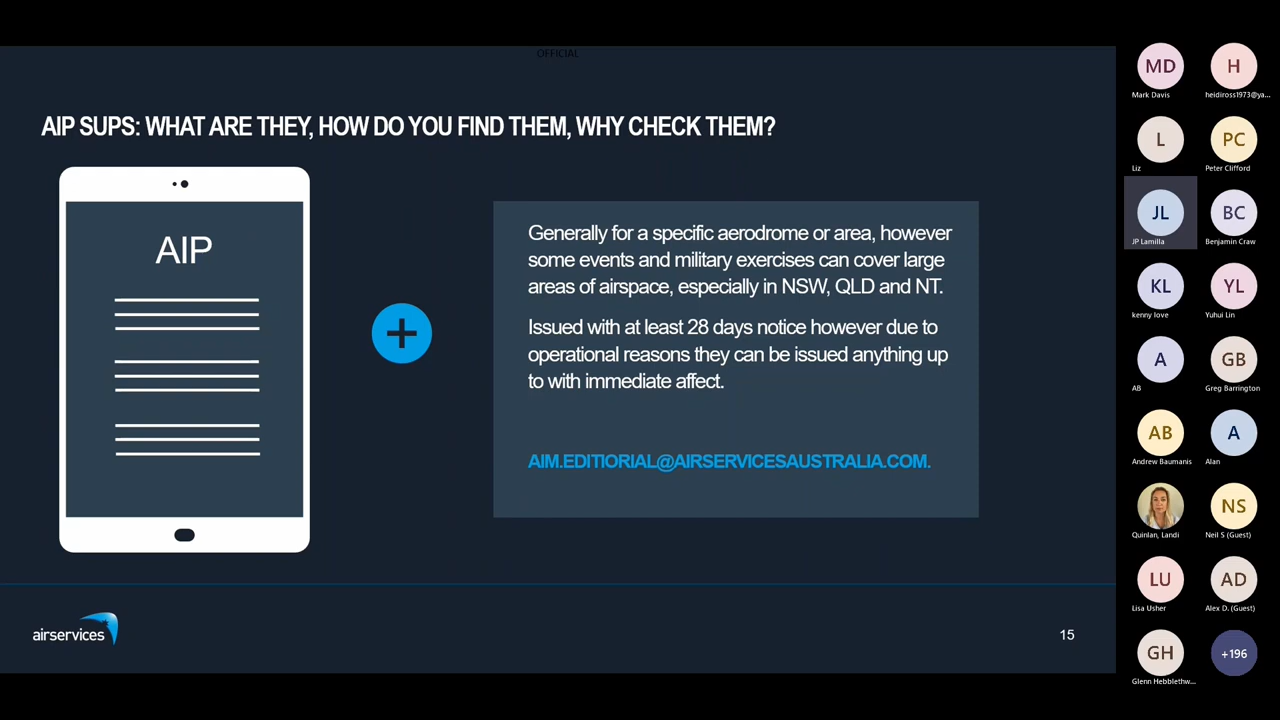 OFFICIAL
AIP SUPS: WHAT ARE THEY, HOW DO YOU FIND THEM, WHY CHECK THEM?
AIP
Generally for a specific aerodrome or area, however
some events and military exercises can cover large
areas of airspace, especially in NSW, QLD and NT.
Issued with at least 28 days notice however due to
operational reasons they can be issued anything up
to with immediate affect.
AIM.EDITIORIAL@AIRSERVICESAUSTRALIA.COM.
airservices
15
MD
Mark Davis
H
heidiross1973@ya...
L
Liz
PC
Peter Clifford
JL
JP Lamilla
BC
Benjamin Craw
KL
kenny love
YL
Yuhui Lin
A
AB
GB
Greg Barrington
AB
Andrew Baumanis
A
Alan
Quinlan, Landi
NS
Neil S (Guest)
LU
Lisa Usher
AD
Alex D. (Guest)
GH
Glenn Hebblethw...
+196